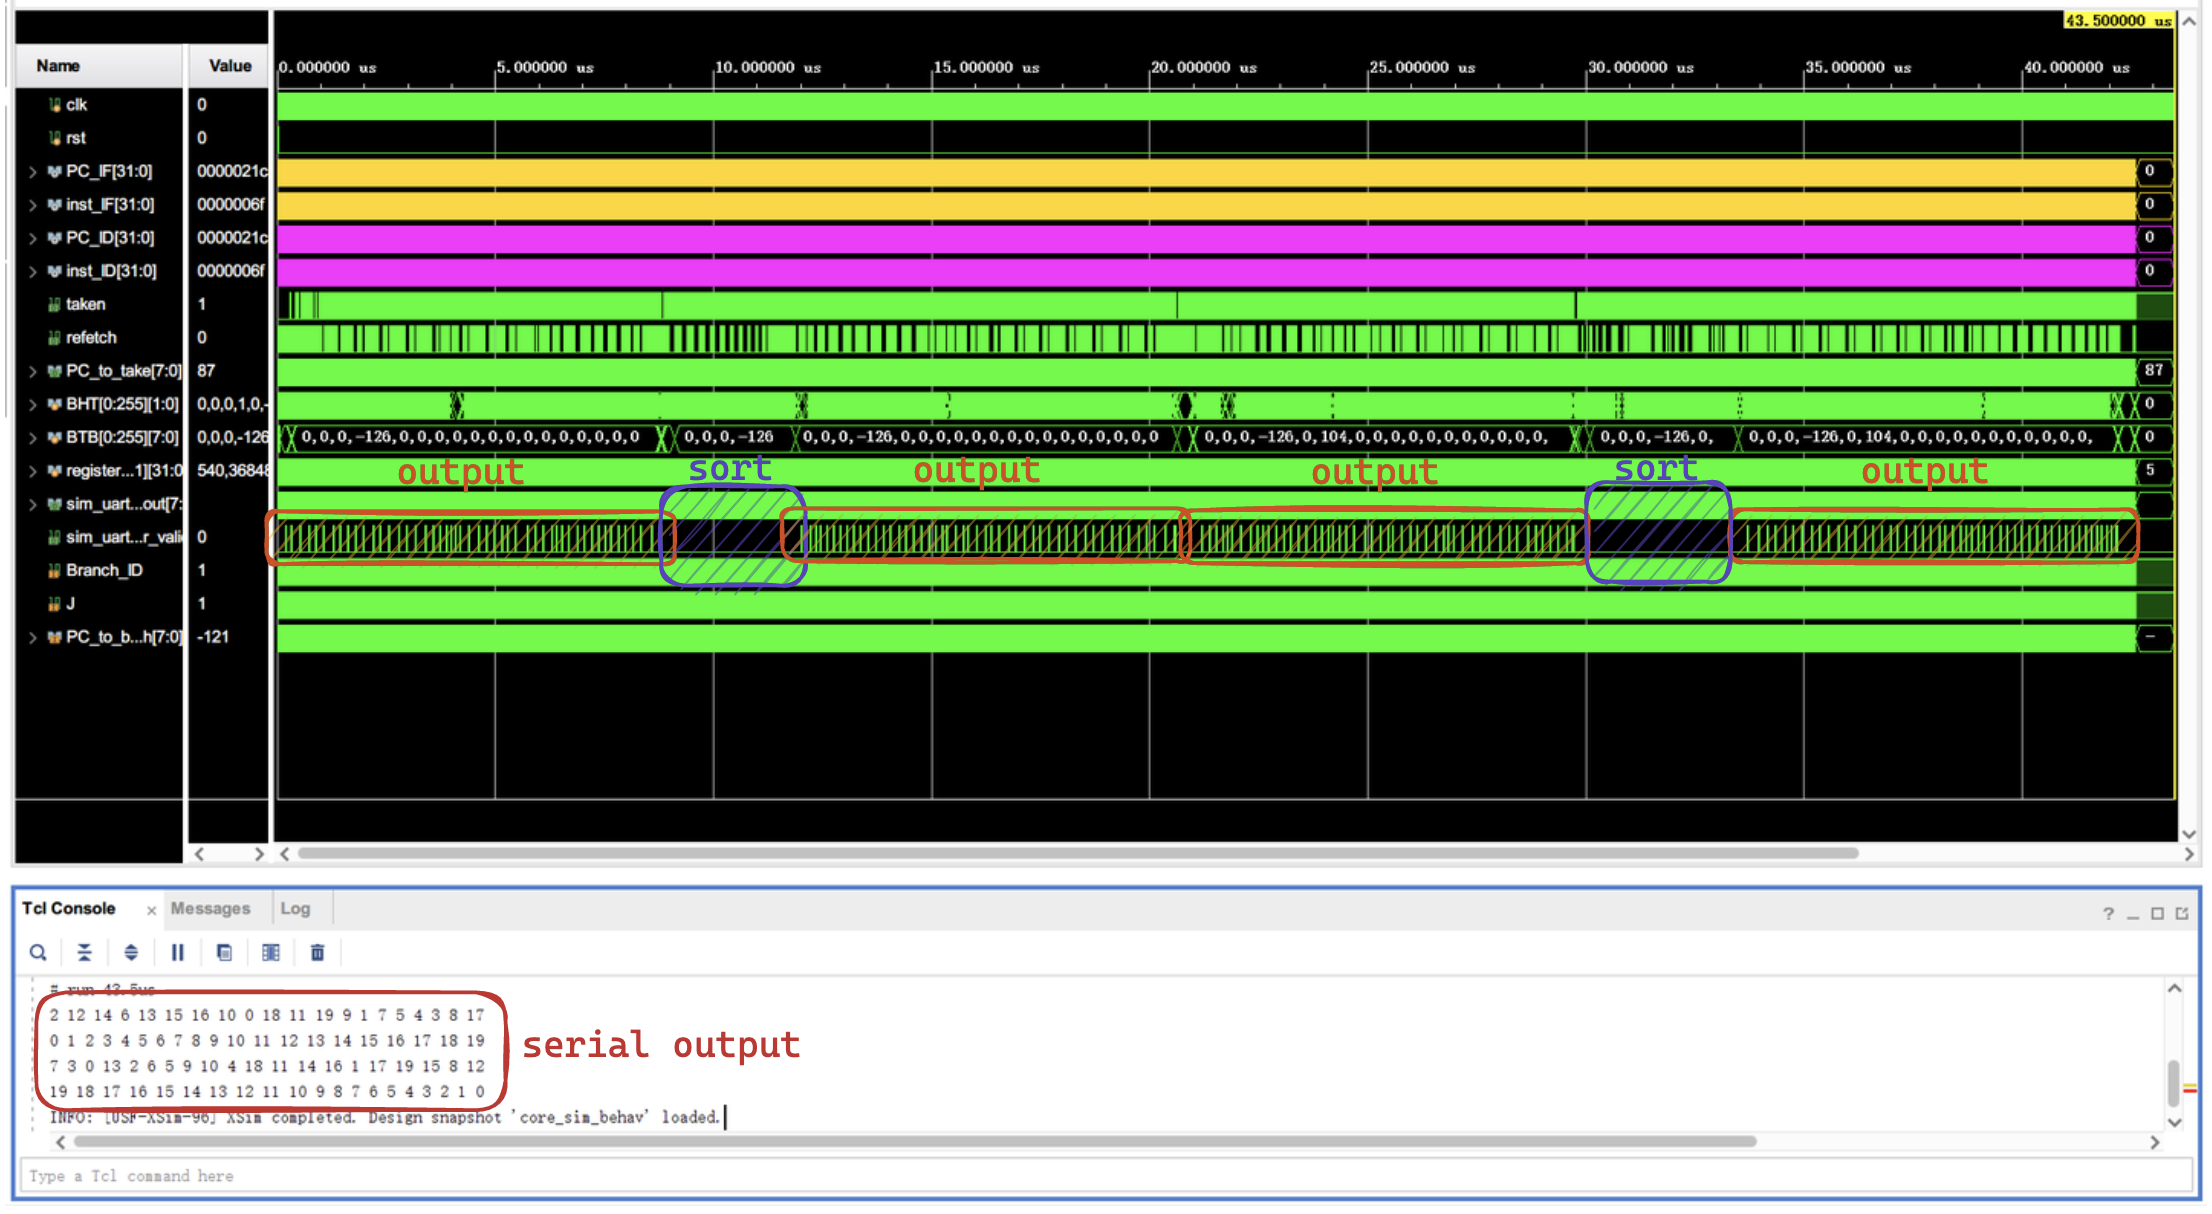 43.500000 us
Name Value 0.000000 us 5.000000 us 10.000000 us 15.000000 us 20.000000 us 25.000000 us 30.000000 us 35.000000 us 40.000000 us
clk 0
rst 0
PC_IF[31:0] 0000021c 0
inst_IF[31:0] 0000006f 0
PC_ID[31:0] 0000021c 0
inst_ID[31:0] 0000006f 0
taken 1
refetch 0
PC_to_take[7:0] 87 87
BHT[0:255][1:0] 0,0,0,1,0,- 0
BTB[0:255][7:0] 0,0,0,-126 0,0,0,-126,0,0,0,0,0,0,0,0,0,0,0,0,0 0,0,0,-126 0,0,0,-126,0,0,0,0,0,0,0,0,0,0,0,0,0,0 0,0,0,-126,0,104,0,0,0,0,0,0,0,0,0,0,0, 0,0,0,-126,0, 0,0,0,-126,0,104,0,0,0,0,0,0,0,0,0,0,0, 0
register...1][31:0 540,36848 5
output sort output output sort output
sim_uart...out[7:
sim_uart...r_vali 0
Branch_ID 1
J 1
PC_to_b...h[7:0] -121 -
Tcl Console × Messages Log
# run 43.5us
2 12 14 6 13 15 16 10 0 18 11 19 9 1 7 5 4 3 8 17
0 1 2 3 4 5 6 7 8 9 10 11 12 13 14 15 16 17 18 19
serial output
7 3 0 13 2 6 5 9 10 4 18 11 14 16 1 17 19 15 8 12
19 18 17 16 15 14 13 12 11 10 9 8 7 6 5 4 3 2 1 0
INFO: [USF-XSim-96] XSim completed. Design snapshot 'core_sim_behav' loaded.
Type a Tcl command here